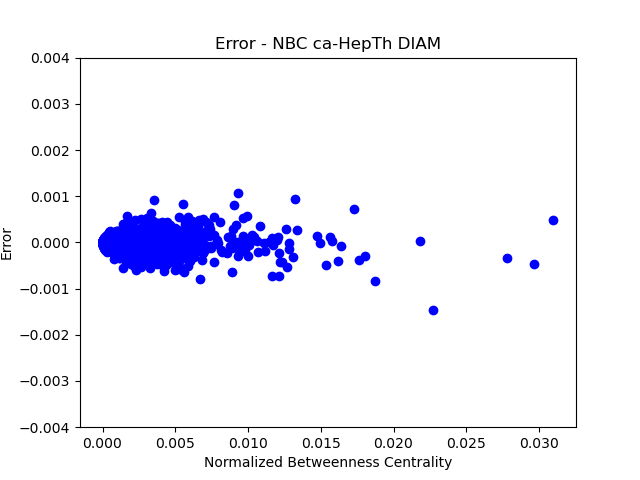 Error - NBC ca-HepTh DIAM
0.004
0.003
0.002
0.001
0.000
−0.001
−0.002
−0.003
−0.004
Error
0.000 0.005 0.010 0.015 0.020 0.025 0.030
Normalized Betweenness Centrality